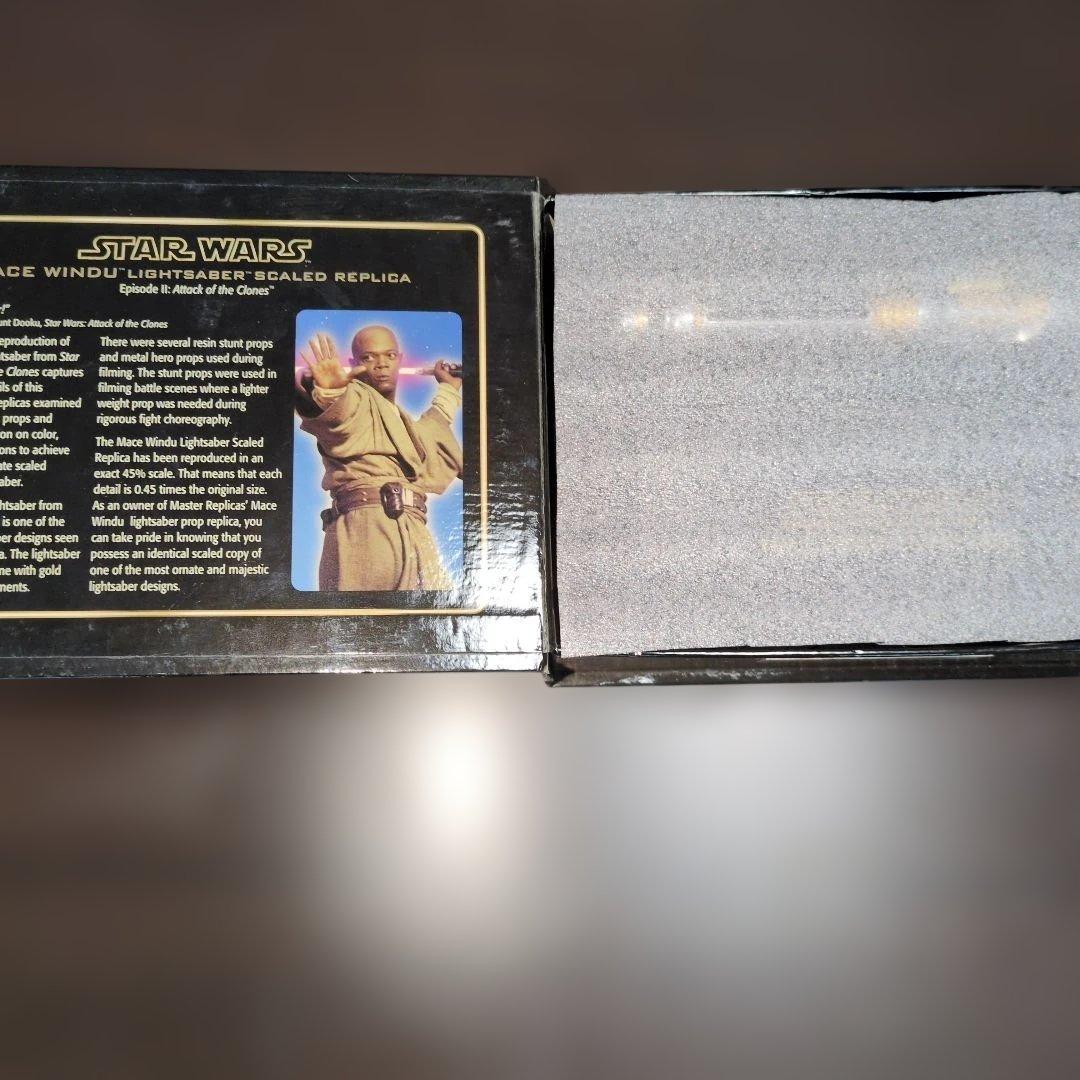 STAR WARS™
ACE WINDU™ LIGHTSABER™ SCALED REPLICA
Episode II: Attack of the Clones™
!"
unt Dooku, Star Wars: Attack of the Clones
eproduction of
tsaber from Star
e Clones captures
ils of this
eplicas examined
props and
on on color,
ons to achieve
ate scaled
aber.
htsaber from
is one of the
er designs seen
a. The lightsaber
ne with gold
ments.
There were several resin stunt props
and metal hero props used during
filming. The stunt props were used in
filming battle scenes where a lighter
weight prop was needed during
rigorous fight choreography.
The Mace Windu Lightsaber Scaled
Replica has been reproduced in an
exact 45% scale. That means that each
detail is 0.45 times the original size.
As an owner of Master Replicas' Mace
Windu lightsaber prop replica, you
can take pride in knowing that you
possess an identical scaled copy of
one of the most ornate and majestic
lightsaber designs.